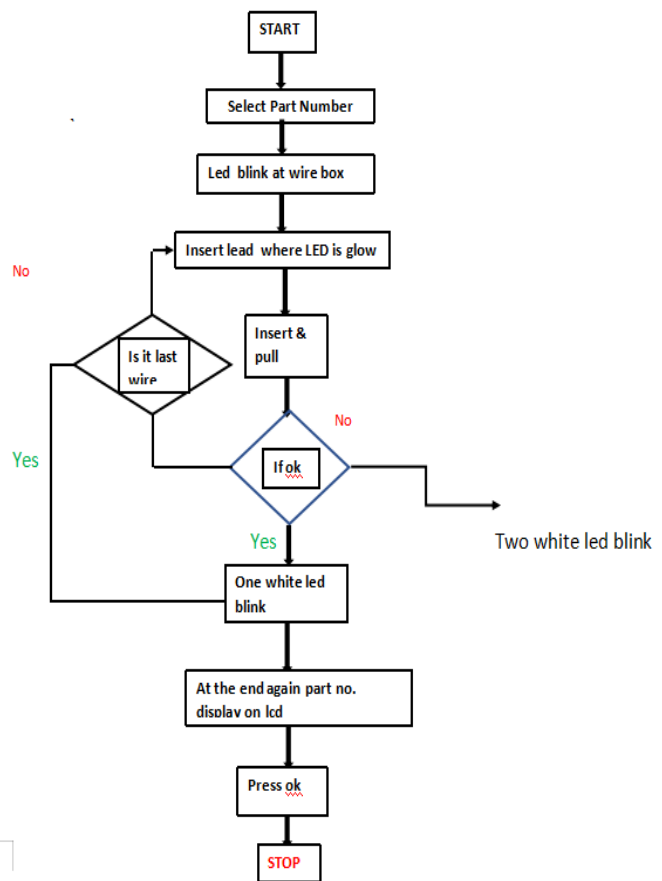 START
Select Part Number
Led blink at wire box
Insert lead where LED is glow
No
Insert &
pull
Is it last
wire
No
Yes
If ok
Two white led blink
Yes
One white led
blink
At the end again part no.
display on lcd
Press ok
STOP